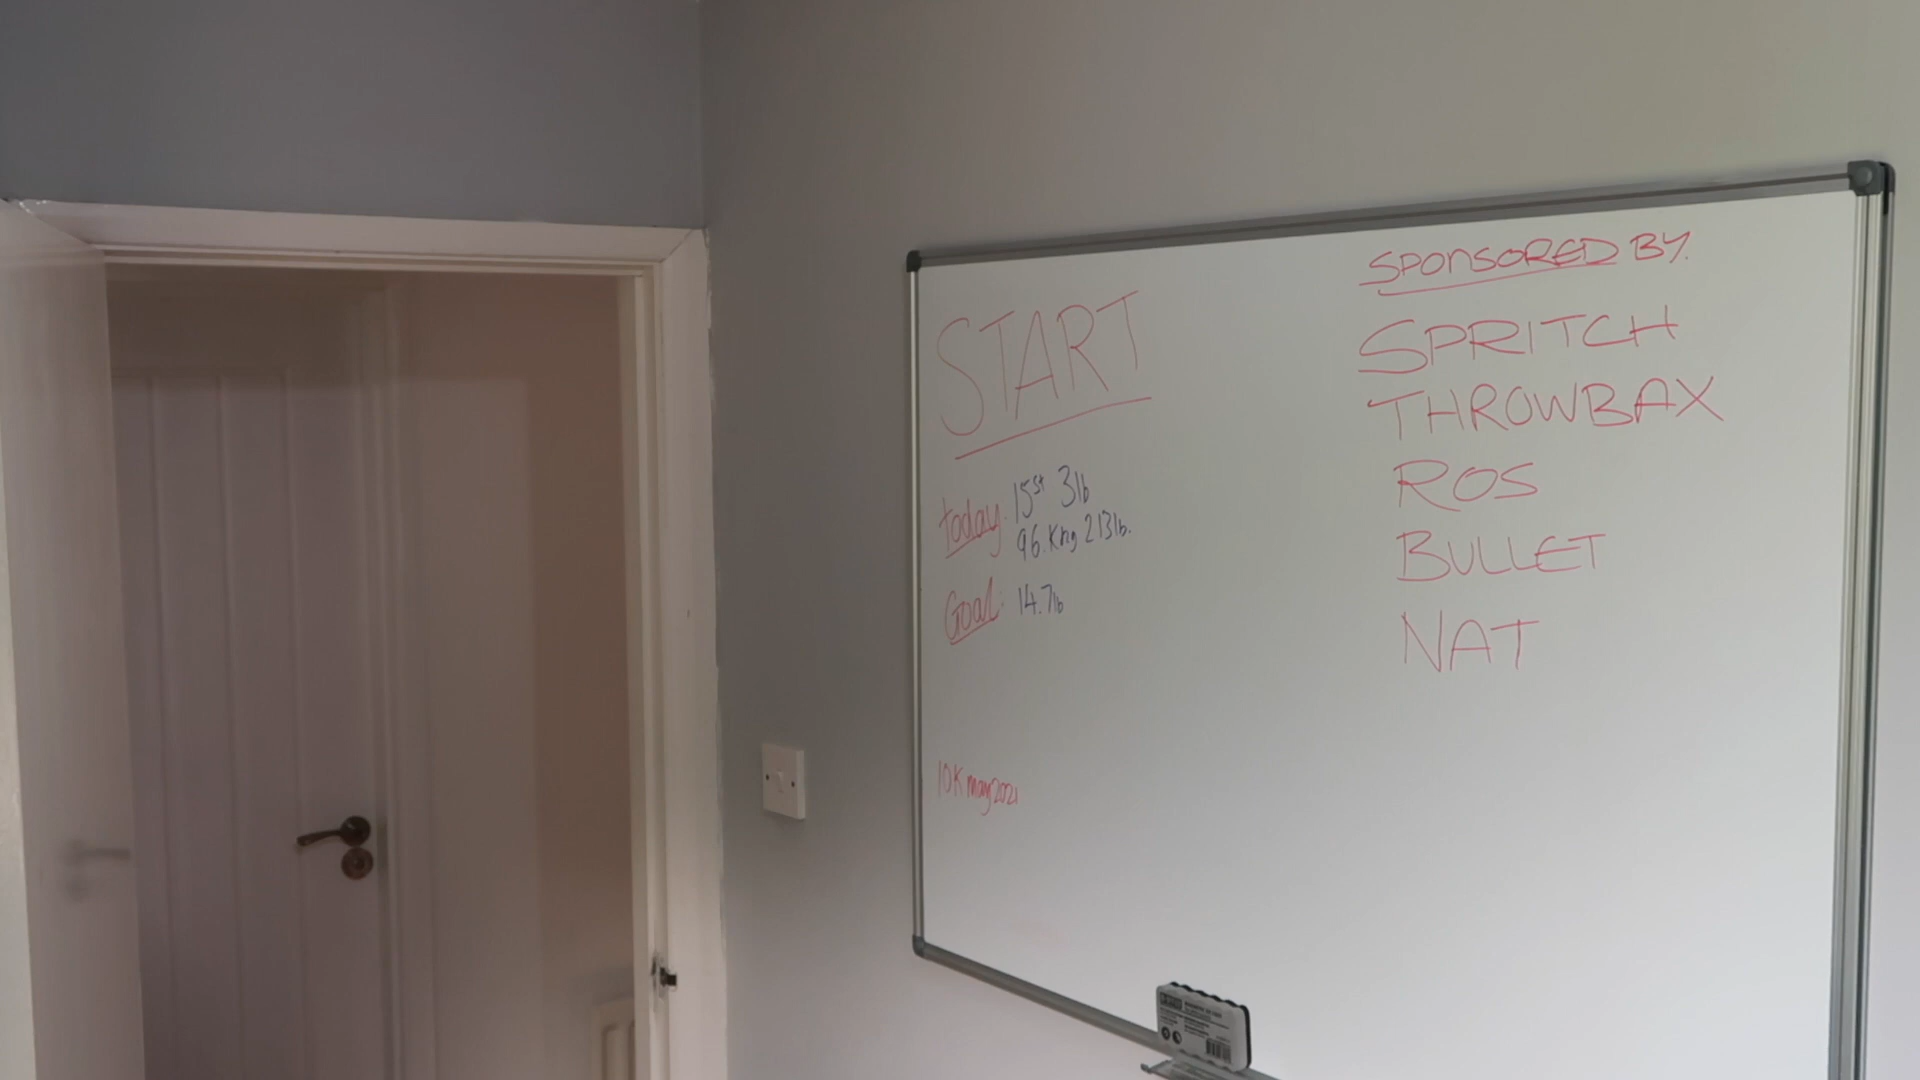 START
today: 15st 3lb
96.Khg 213lb.
Goal: 14.7lb
10K may 2021
SPONSORED BY.
SPRITCH
THROWBAX
ROS
BULLET
NAT